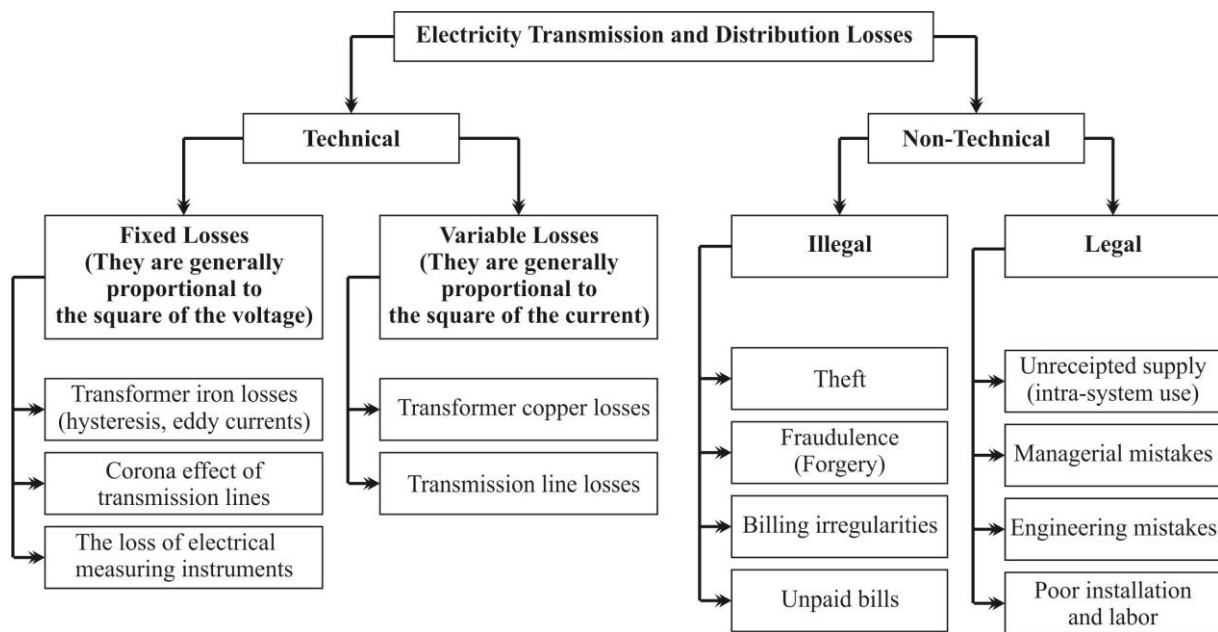 Electricity Transmission and Distribution Losses
Technical
Non-Technical
Fixed Losses
(They are generally
proportional to
the square of the voltage)
Variable Losses
(They are generally
proportional to
the square of the current)
Illegal
Legal
Transformer iron losses
(hysteresis, eddy currents)
Corona effect of
transmission lines
The loss of electrical
measuring instruments
Transformer copper losses
Transmission line losses
Theft
Fraudulence
(Forgery)
Billing irregularities
Unpaid bills
Unreceipted supply
(intra-system use)
Managerial mistakes
Engineering mistakes
Poor installation
and labor